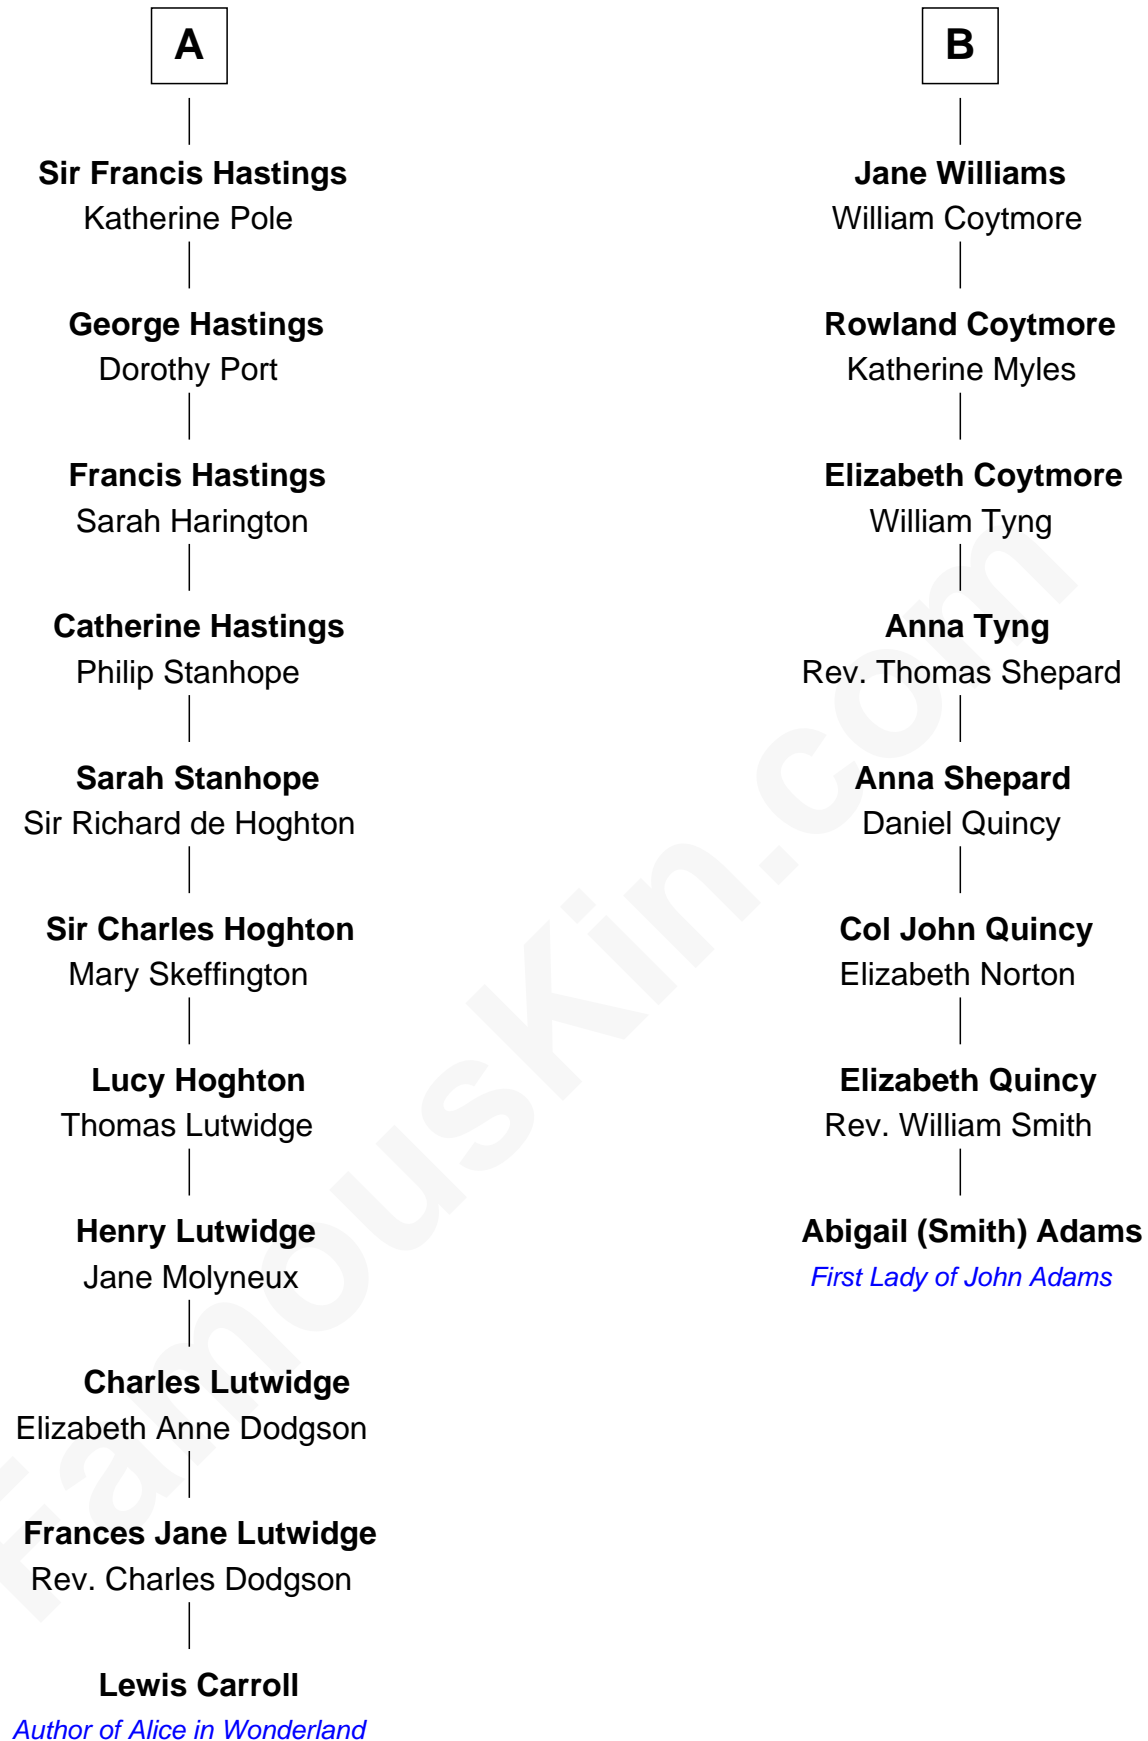 A
Sir Francis Hastings
Katherine Pole
George Hastings
Dorothy Port
Francis Hastings
Sarah Harington
Catherine Hastings
Philip Stanhope
Sarah Stanhope
Sir Richard de Hoghton
Sir Charles Hoghton
Mary Skeffington
Lucy Hoghton
Thomas Lutwidge
Henry Lutwidge
Jane Molyneux
Charles Lutwidge
Elizabeth Anne Dodgson
Frances Jane Lutwidge
Rev. Charles Dodgson
Lewis Carroll
Author of Alice in Wonderland
B
Jane Williams
William Coytmore
Rowland Coytmore
Katherine Myles
Elizabeth Coytmore
William Tyng
Anna Tyng
Rev. Thomas Shepard
Anna Shepard
Daniel Quincy
Col John Quincy
Elizabeth Norton
Elizabeth Quincy
Rev. William Smith
Abigail (Smith) Adams
First Lady of John Adams
FamousKin.com